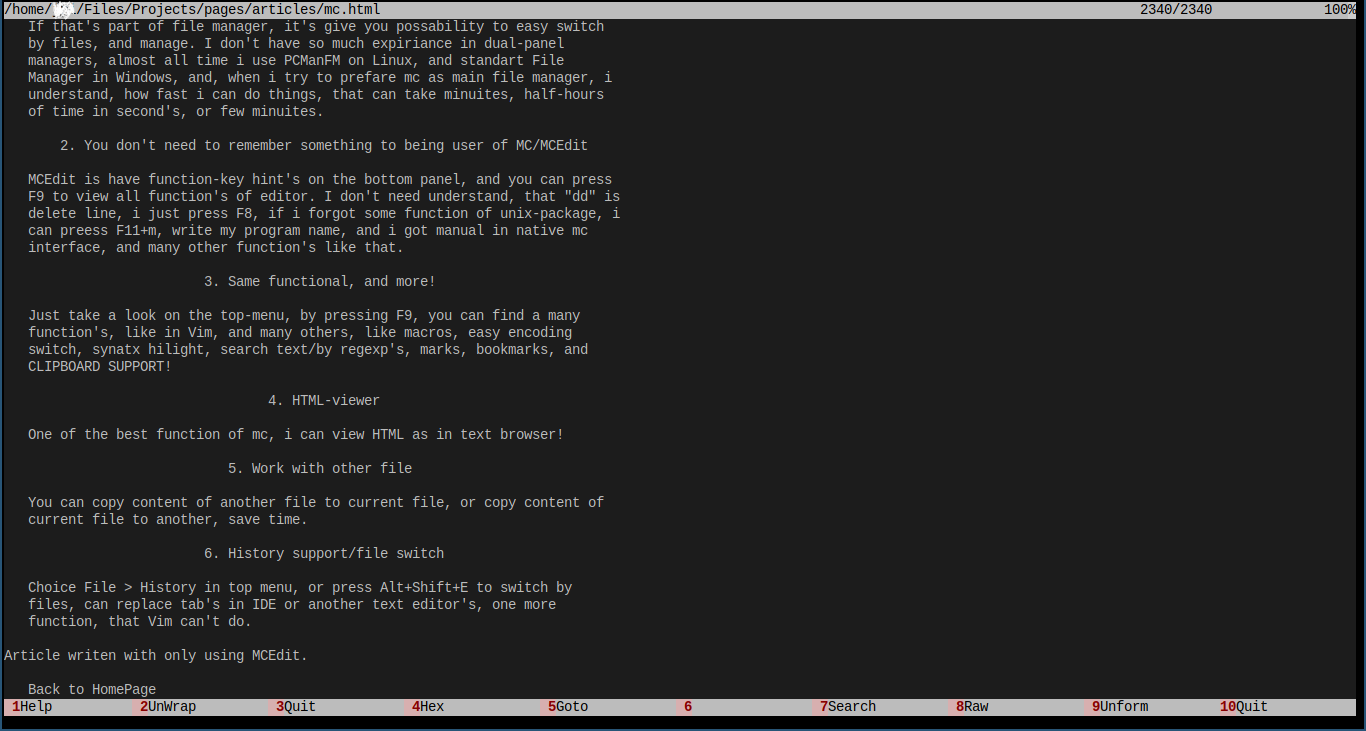 /home/ /Files/Projects/pages/articles/mc.html 2340/2340 100%
If that's part of file manager, it's give you possability to easy switch
by files, and manage. I don't have so much expiriance in dual-panel
managers, almost all time i use PCManFM on Linux, and standart File
Manager in Windows, and, when i try to prefare mc as main file manager, i
understand, how fast i can do things, that can take minuites, half-hours
of time in second's, or few minuites.
2. You don't need to remember something to being user of MC/MCEdit
MCEdit is have function-key hint's on the bottom panel, and you can press
F9 to view all function's of editor. I don't need understand, that "dd" is
delete line, i just press F8, if i forgot some function of unix-package, i
can preess F11+m, write my program name, and i got manual in native mc
interface, and many other function's like that.
3. Same functional, and more!
Just take a look on the top-menu, by pressing F9, you can find a many
function's, like in Vim, and many others, like macros, easy encoding
switch, synatx hilight, search text/by regexp's, marks, bookmarks, and
CLIPBOARD SUPPORT!
4. HTML-viewer
One of the best function of mc, i can view HTML as in text browser!
5. Work with other file
You can copy content of another file to current file, or copy content of
current file to another, save time.
6. History support/file switch
Choice File > History in top menu, or press Alt+Shift+E to switch by
files, can replace tab's in IDE or another text editor's, one more
function, that Vim can't do.
Article writen with only using MCEdit.
Back to HomePage
1Help 2UnWrap 3Quit 4Hex 5Goto 6 7Search 8Raw 9Unform 10Quit